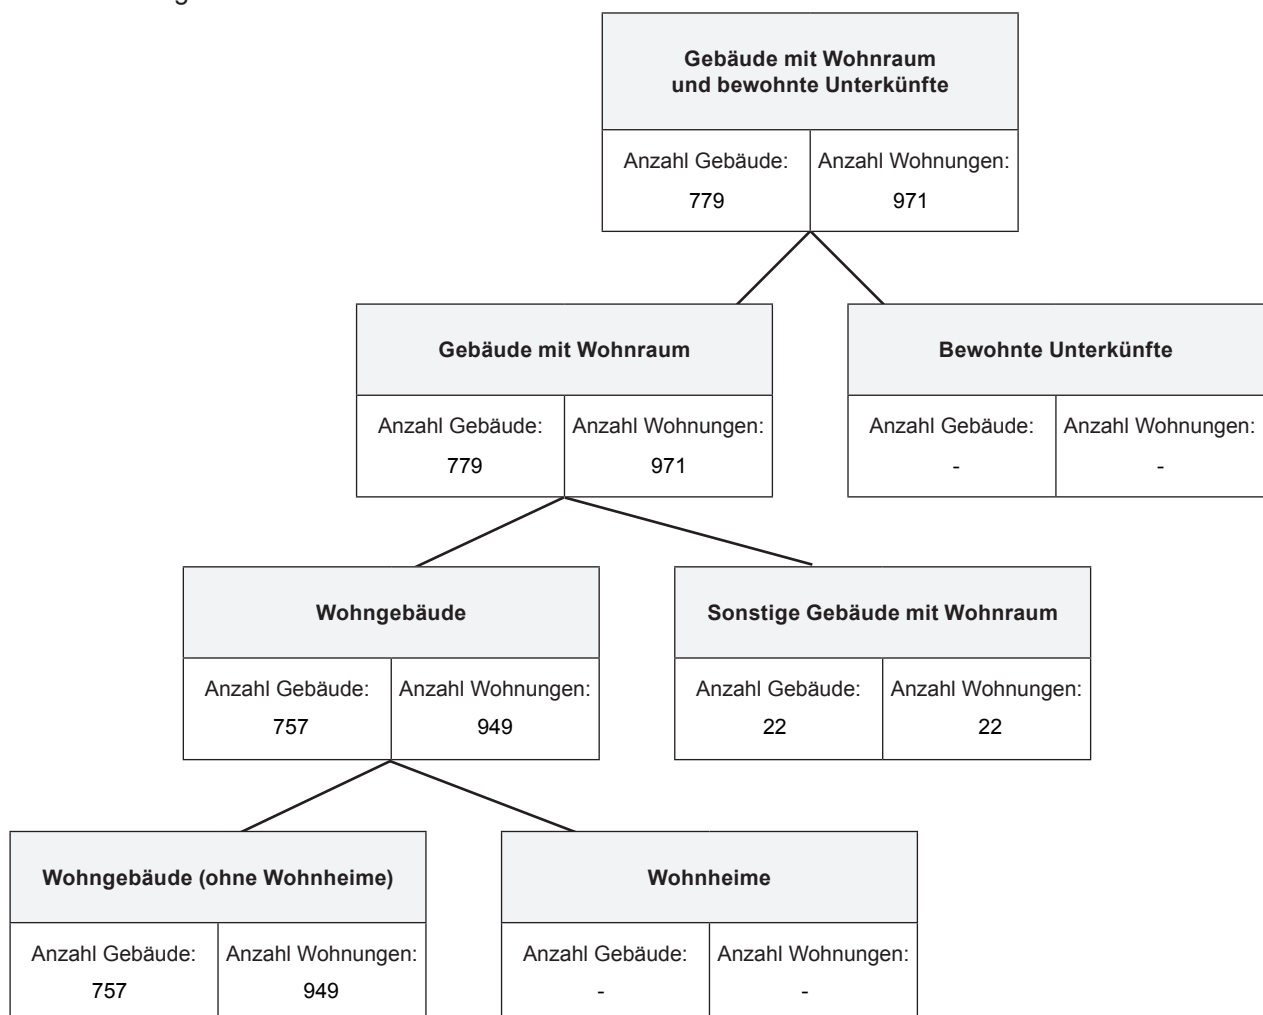 Gebäude mit Wohnraum
und bewohnte Unterkünfte
Anzahl Gebäude:
779
Anzahl Wohnungen:
971
Gebäude mit Wohnraum
Anzahl Gebäude:
779
Anzahl Wohnungen:
971
Bewohnte Unterkünfte
Anzahl Gebäude:
-
Anzahl Wohnungen:
-
Wohngebäude
Anzahl Gebäude:
757
Anzahl Wohnungen:
949
Sonstige Gebäude mit Wohnraum
Anzahl Gebäude:
22
Anzahl Wohnungen:
22
Wohngebäude (ohne Wohnheime)
Anzahl Gebäude:
757
Anzahl Wohnungen:
949
Wohnheime
Anzahl Gebäude:
-
Anzahl Wohnungen:
-